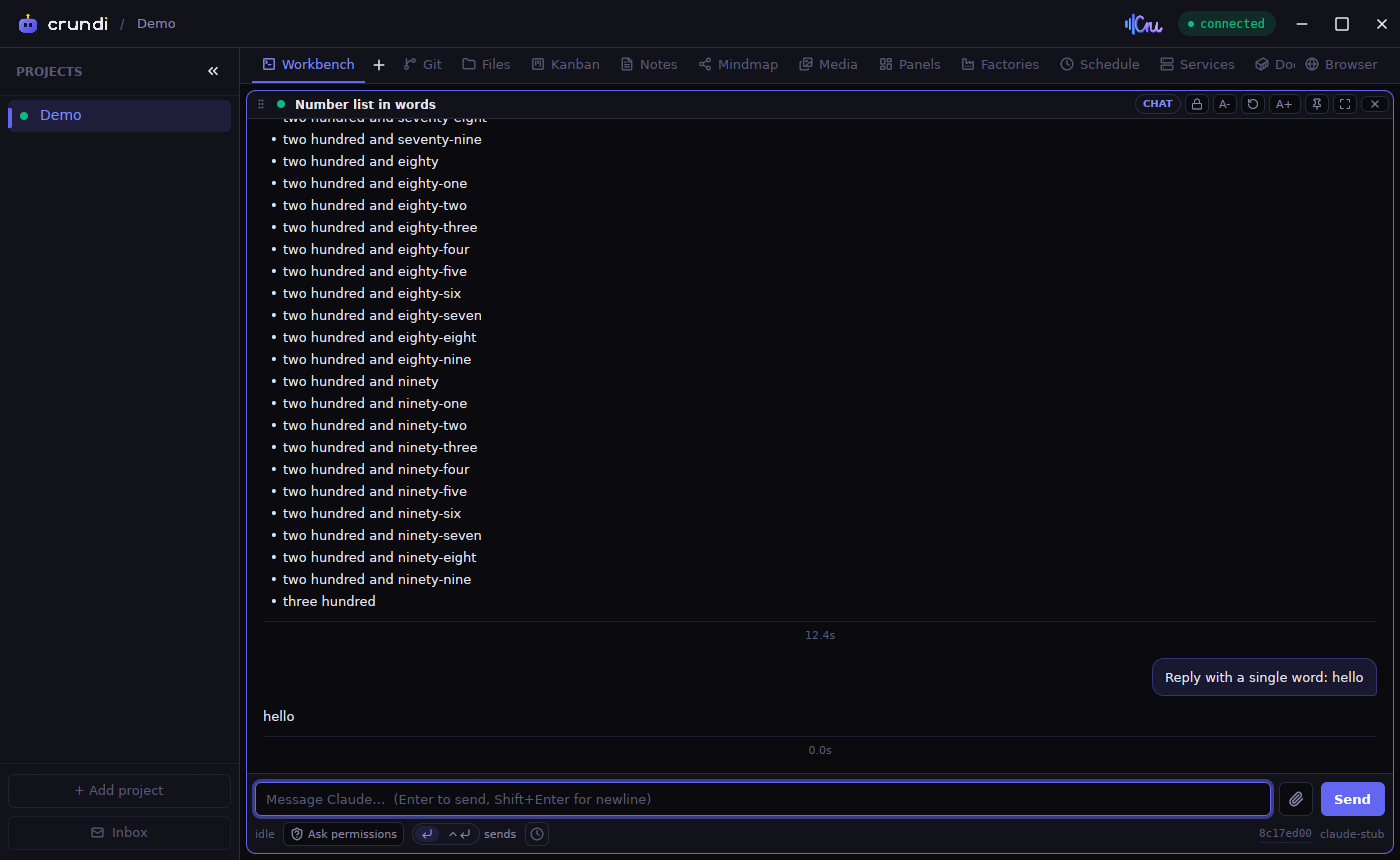 crundi / Demo
Cru
connected
PROJECTS
Workbench
Git
Files
Kanban
Notes
Mindmap
Media
Panels
Factories
Schedule
Services
Doc
Browser
Demo
Number list in words
CHAT
A-
A+
two hundred and seventy-eight
• two hundred and seventy-nine
• two hundred and eighty
• two hundred and eighty-one
• two hundred and eighty-two
• two hundred and eighty-three
• two hundred and eighty-four
• two hundred and eighty-five
• two hundred and eighty-six
• two hundred and eighty-seven
• two hundred and eighty-eight
• two hundred and eighty-nine
• two hundred and ninety
• two hundred and ninety-one
• two hundred and ninety-two
• two hundred and ninety-three
• two hundred and ninety-four
• two hundred and ninety-five
• two hundred and ninety-six
• two hundred and ninety-seven
• two hundred and ninety-eight
• two hundred and ninety-nine
• three hundred
12.4s
Reply with a single word: hello
hello
0.0s
+ Add project
Inbox
Message Claude... (Enter to send, Shift+Enter for newline)
Send
idle
Ask permissions
sends
8c17ed00
claude-stub